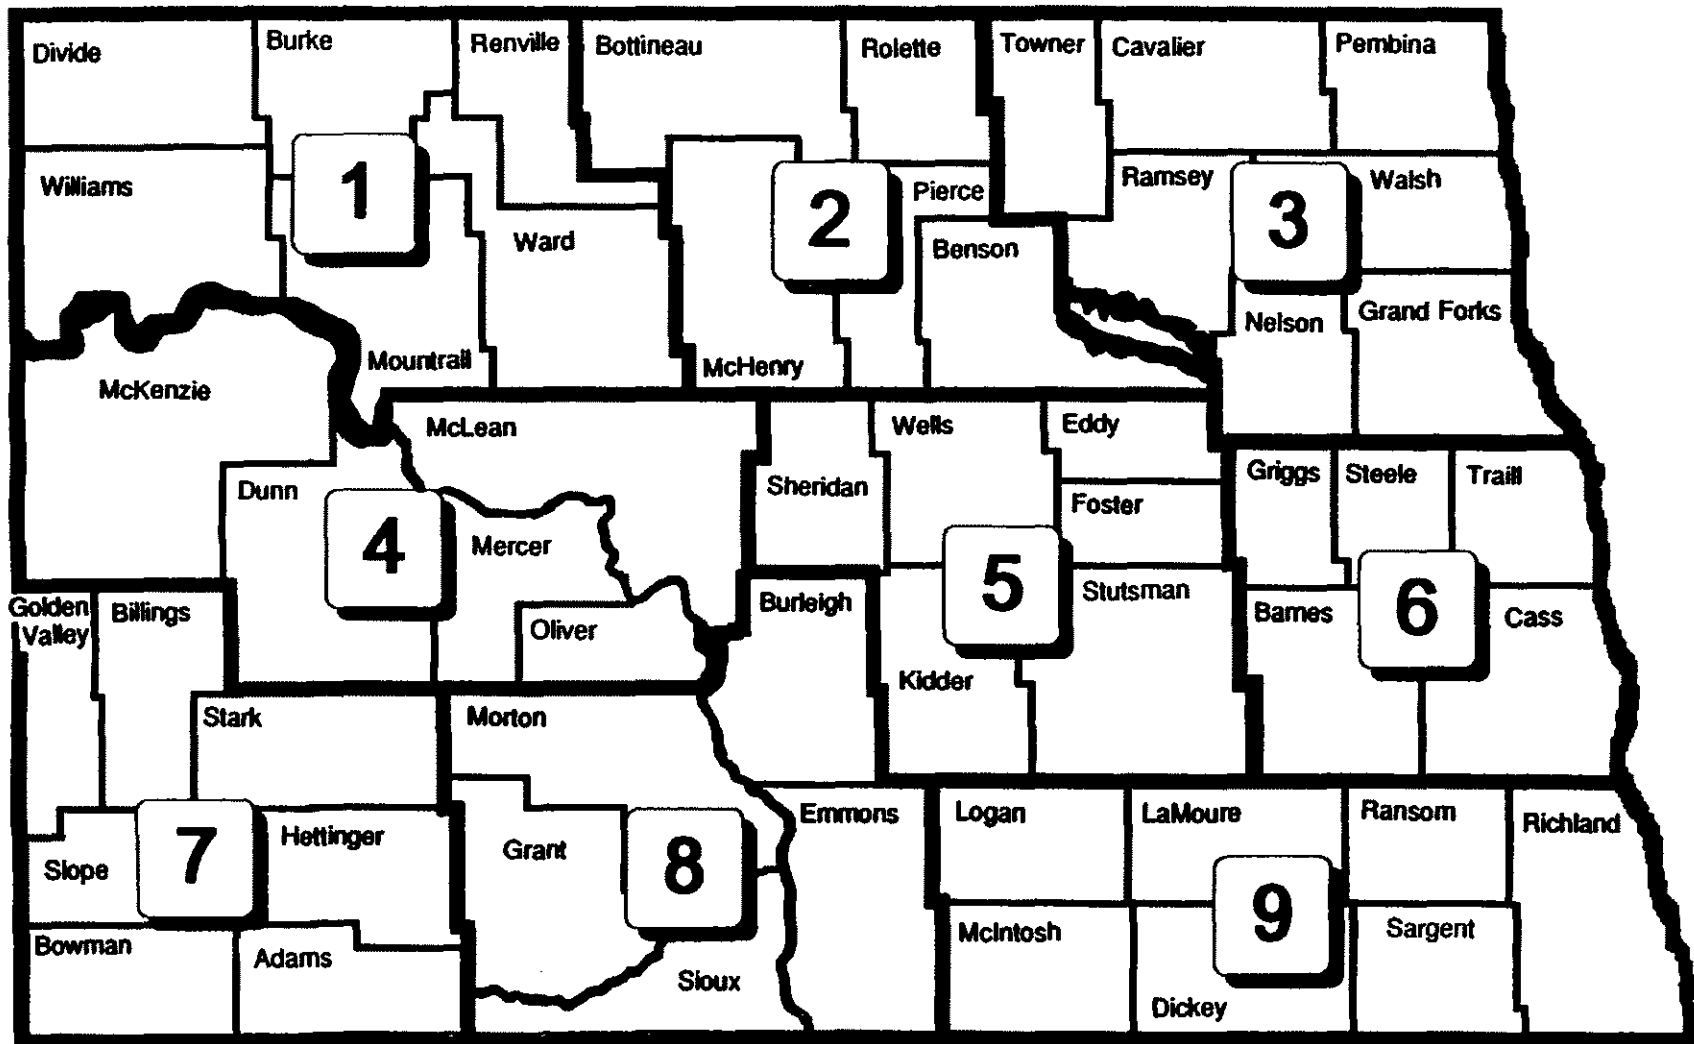 Divide
Burke
Renville
Bottineau
Rolette
Towner
Cavalier
Pembina
Williams
1
Ward
2
Pierce
Benson
Ramsey
3
Walsh
McKenzie
Mountrail
McHenry
Nelson
Grand Forks
McLean
Wells
Eddy
Sheridan
Foster
Griggs
Steele
Traill
Dunn
4
Mercer
5
Stutsman
6
Golden
Valley
Billings
Oliver
Burleigh
Kidder
Barnes
Cass
Stark
Morton
Emmons
Logan
LaMoure
Ransom
Richland
Slope
7
Hettinger
Grant
8
9
Bowman
Adams
Sioux
McIntosh
Dickey
Sargent